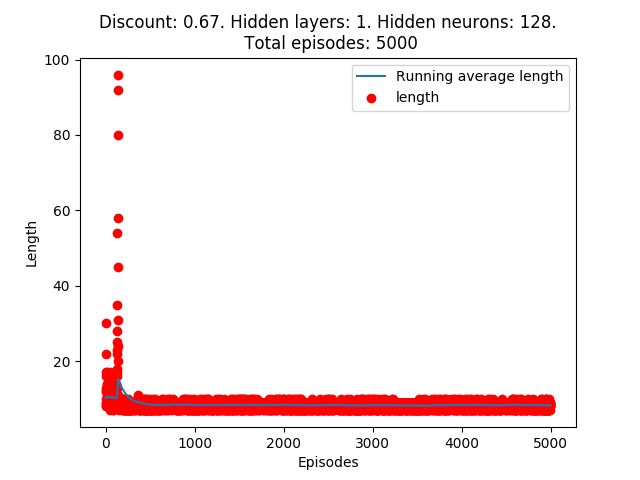 Discount: 0.67. Hidden layers: 1. Hidden neurons: 128.
Total episodes: 5000
100
80
60
40
20
Length
Running average length
length
0
1000
2000
3000
4000
5000
Episodes